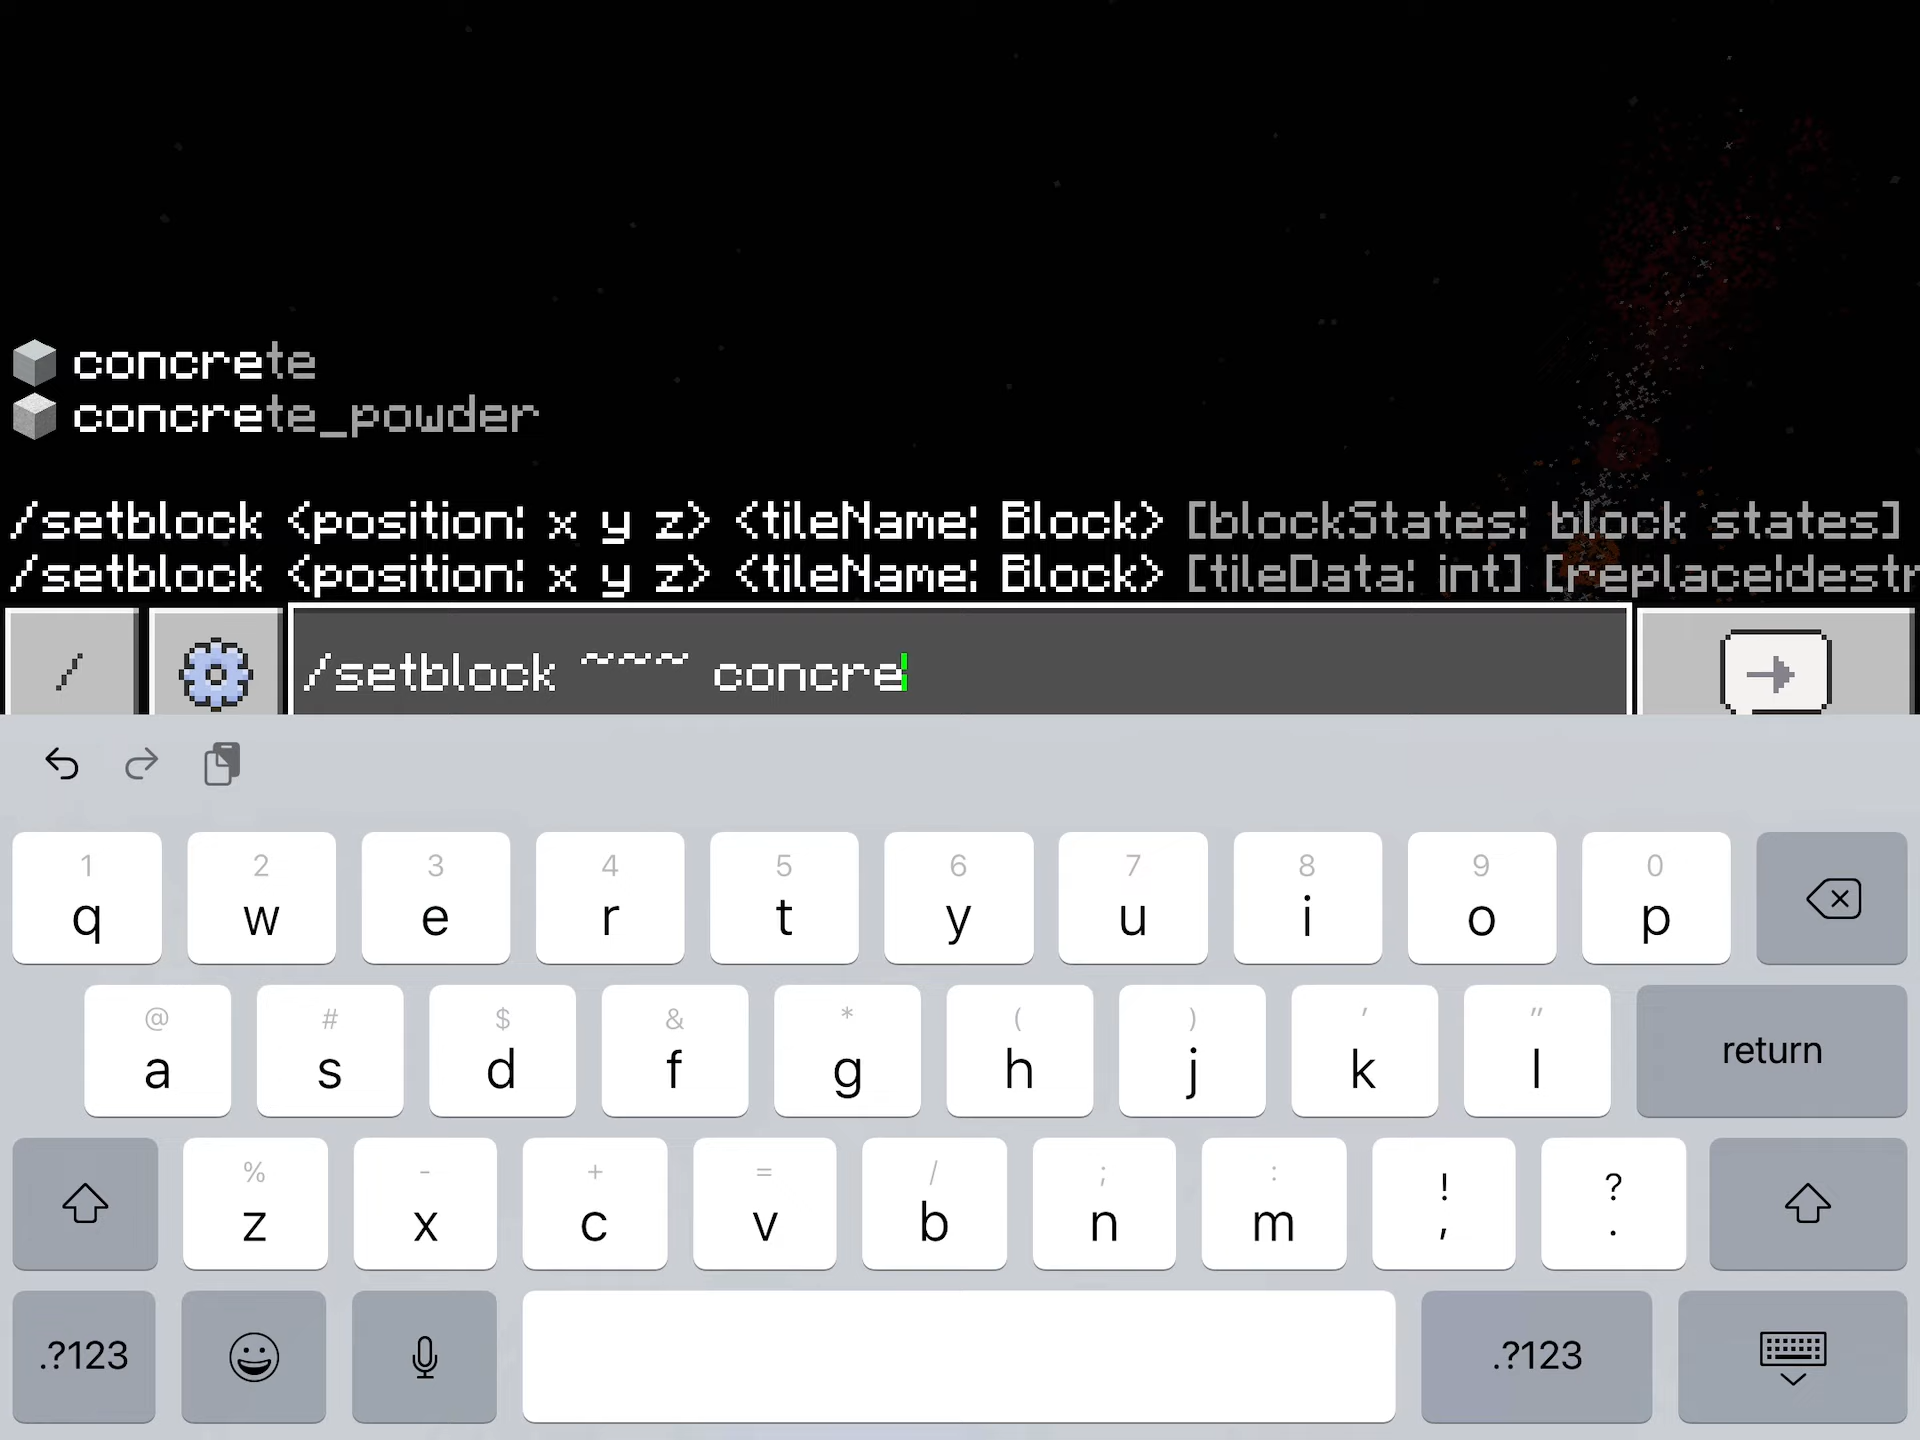 concrete
concrete_powder
/setblock <position: x y z> <tileName: Block> [blockStates: block states]
/setblock <position: x y z> <tileName: Block> [tileData: int] [replace|destr
/
/setblock ~~~ concre
1 2 3 4 5 6 7 8 9 0
q w e r t y u i o p
@ # $ & * ( ) ' "
a s d f g h j k l return
% - + = / ; : ! ?
z x c v b n m , .
.?123 .?123